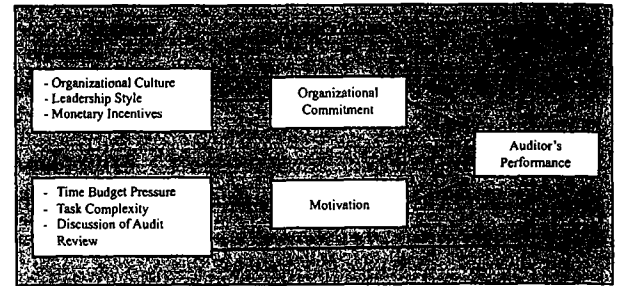 - Organizational Culture
- Leadership Style
- Monetary Incentives
Organizational
Commitment
Auditor's
Performance
- Time Budget Pressure
- Task Complexity
- Discussion of Audit
Review
Motivation